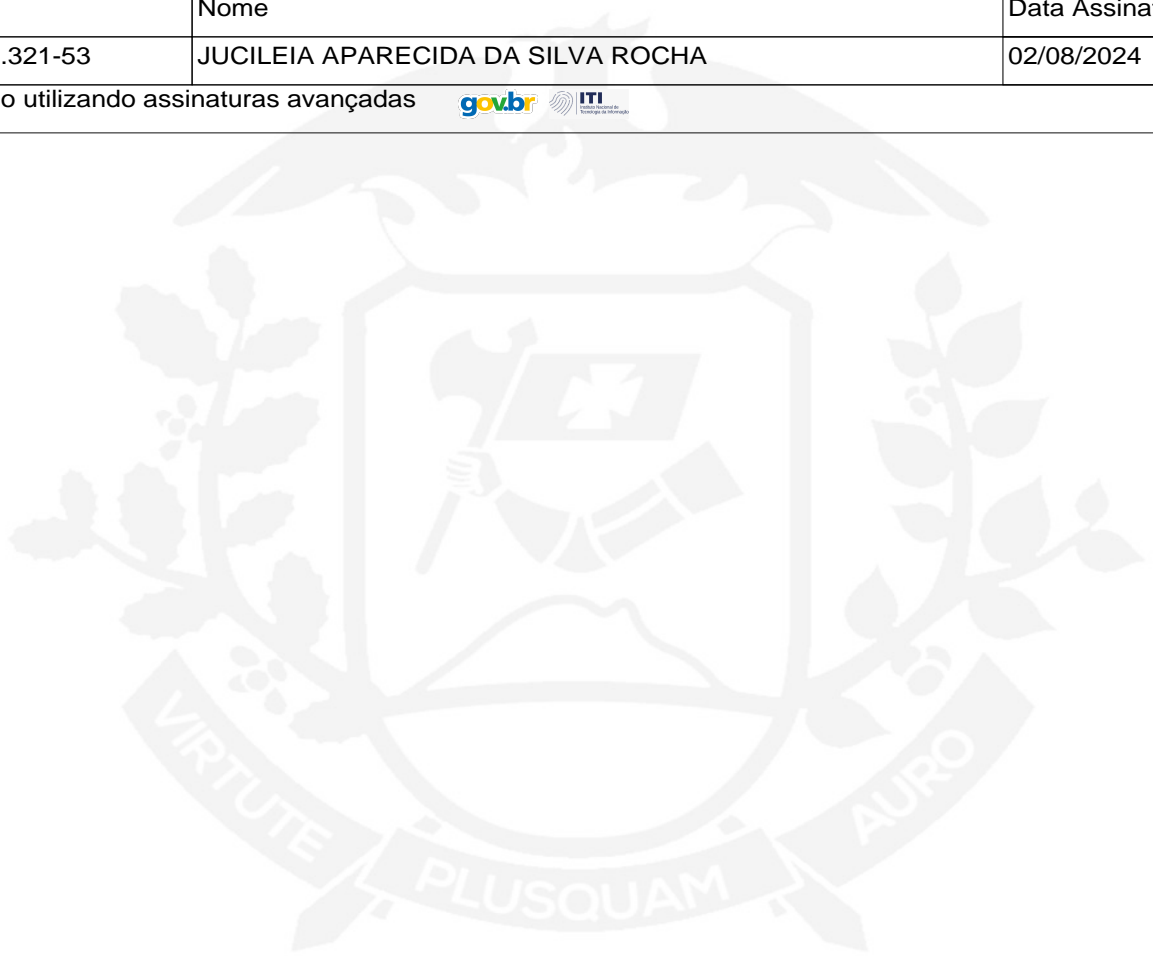 Nome Data Assina
.321-53 JUCILEIA APARECIDA DA SILVA ROCHA 02/08/2024
o utilizando assinaturas avançadas gov.br ITI
VIRTUTE PLUSQUAM AURO